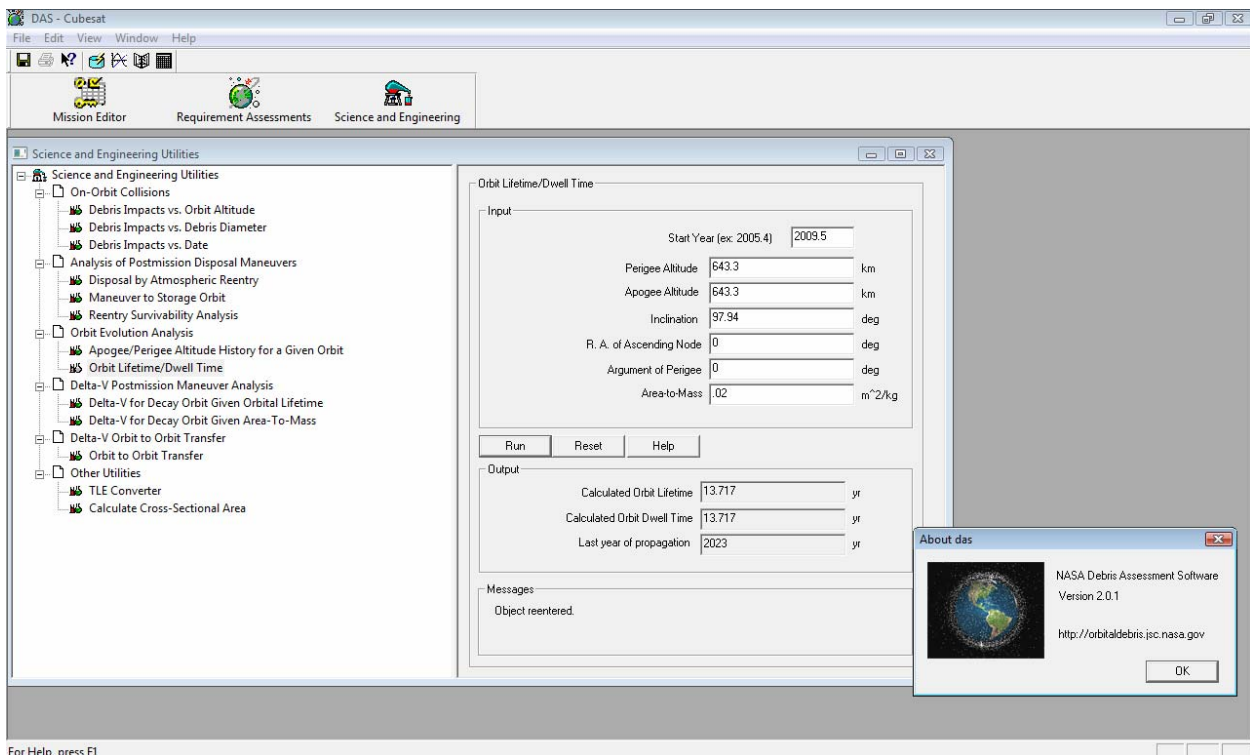 DAS - Cubesat
File Edit View Window Help
Mission Editor Requirement Assessments Science and Engineering
Science and Engineering Utilities
Science and Engineering Utilities
On-Orbit Collisions
Debris Impacts vs. Orbit Altitude
Debris Impacts vs. Debris Diameter
Debris Impacts vs. Date
Analysis of Postmission Disposal Maneuvers
Disposal by Atmospheric Reentry
Maneuver to Storage Orbit
Reentry Survivability Analysis
Orbit Evolution Analysis
Apogee/Perigee Altitude History for a Given Orbit
Orbit Lifetime/Dwell Time
Delta-V Postmission Maneuver Analysis
Delta-V for Decay Orbit Given Orbital Lifetime
Delta-V for Decay Orbit Given Area-To-Mass
Delta-V Orbit to Orbit Transfer
Orbit to Orbit Transfer
Other Utilities
TLE Converter
Calculate Cross-Sectional Area
Orbit Lifetime/Dwell Time
Input
Start Year (ex: 2005.4) 2009.5
Perigee Altitude 643.3 km
Apogee Altitude 643.3 km
Inclination 97.94 deg
R. A. of Ascending Node 0 deg
Argument of Perigee 0 deg
Area-to-Mass .02 m^2/kg
Run Reset Help
Output
Calculated Orbit Lifetime 13.717 yr
Calculated Orbit Dwell Time 13.717 yr
Last year of propagation 2023 yr
Messages
Object reentered.
About das
NASA Debris Assessment Software
Version 2.0.1
http://orbitaldebris.jsc.nasa.gov
OK
For Help, press F1